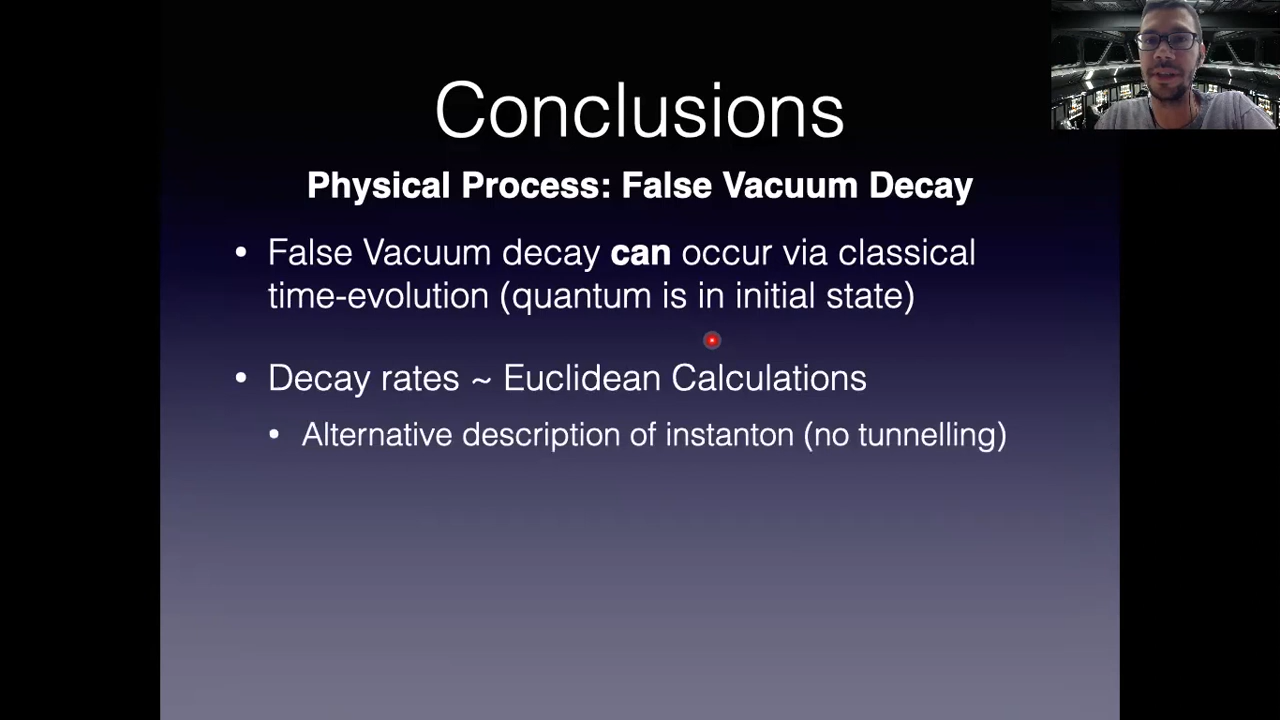 Conclusions
Physical Process: False Vacuum Decay
• False Vacuum decay can occur via classical
time-evolution (quantum is in initial state)
• Decay rates ~ Euclidean Calculations
• Alternative description of instanton (no tunnelling)